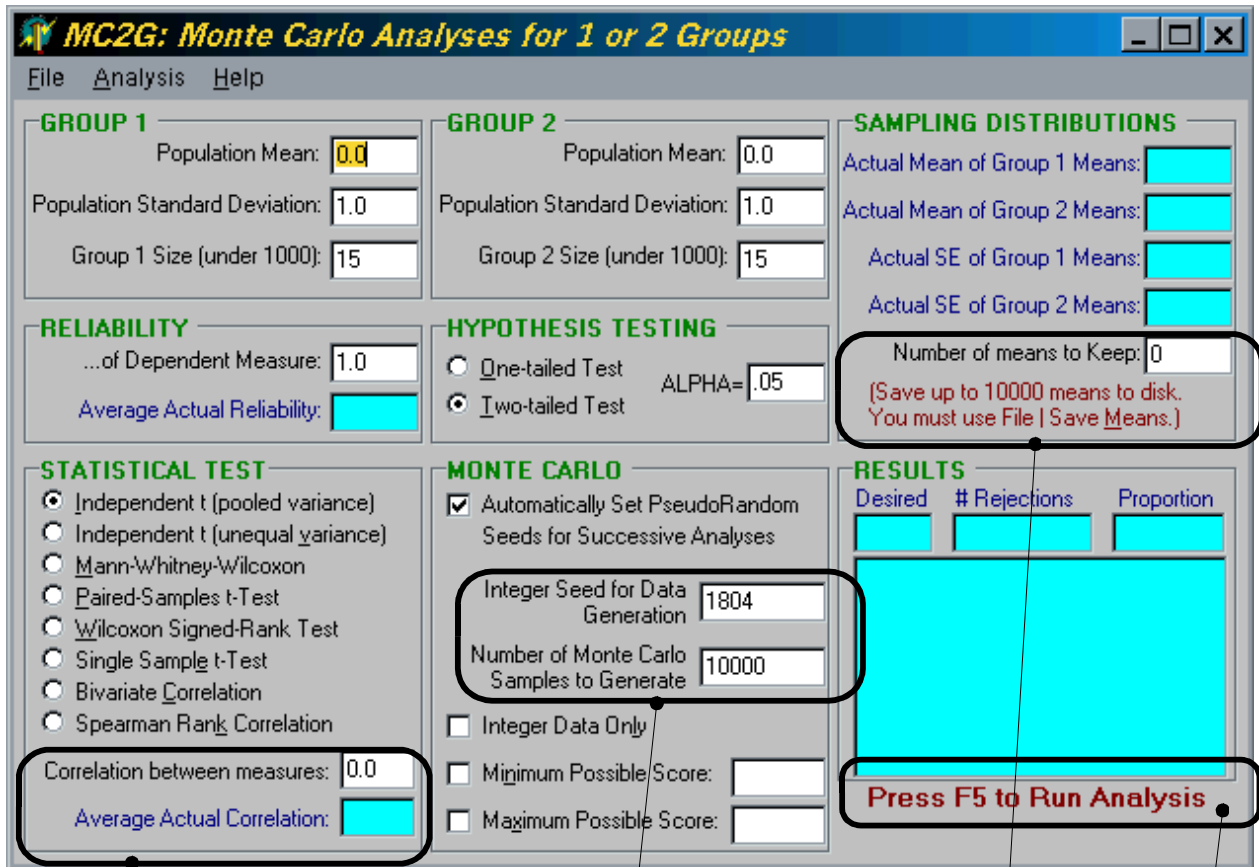 MC2G: Monte Carlo Analyses for 1 or 2 Groups
File Analysis Help
GROUP 1
Population Mean: 0.0
Population Standard Deviation: 1.0
Group 1 Size (under 1000): 15
GROUP 2
Population Mean: 0.0
Population Standard Deviation: 1.0
Group 2 Size (under 1000): 15
SAMPLING DISTRIBUTIONS
Actual Mean of Group 1 Means:
Actual Mean of Group 2 Means:
Actual SE of Group 1 Means:
Actual SE of Group 2 Means:
Number of means to Keep: 0
(Save up to 10000 means to disk.
You must use File | Save Means.)
RELIABILITY
...of Dependent Measure: 1.0
Average Actual Reliability:
HYPOTHESIS TESTING
One-tailed Test
Two-tailed Test
ALPHA= .05
STATISTICAL TEST
Independent t (pooled variance)
Independent t (unequal variance)
Mann-Whitney-Wilcoxon
Paired-Samples t-Test
Wilcoxon Signed-Rank Test
Single Sample t-Test
Bivariate Correlation
Spearman Rank Correlation
Correlation between measures: 0.0
Average Actual Correlation:
MONTE CARLO
Automatically Set PseudoRandom
Seeds for Successive Analyses
Integer Seed for Data
Generation 1804
Number of Monte Carlo
Samples to Generate 10000
Integer Data Only
Minimum Possible Score:
Maximum Possible Score:
RESULTS
Desired # Rejections Proportion
Press F5 to Run Analysis